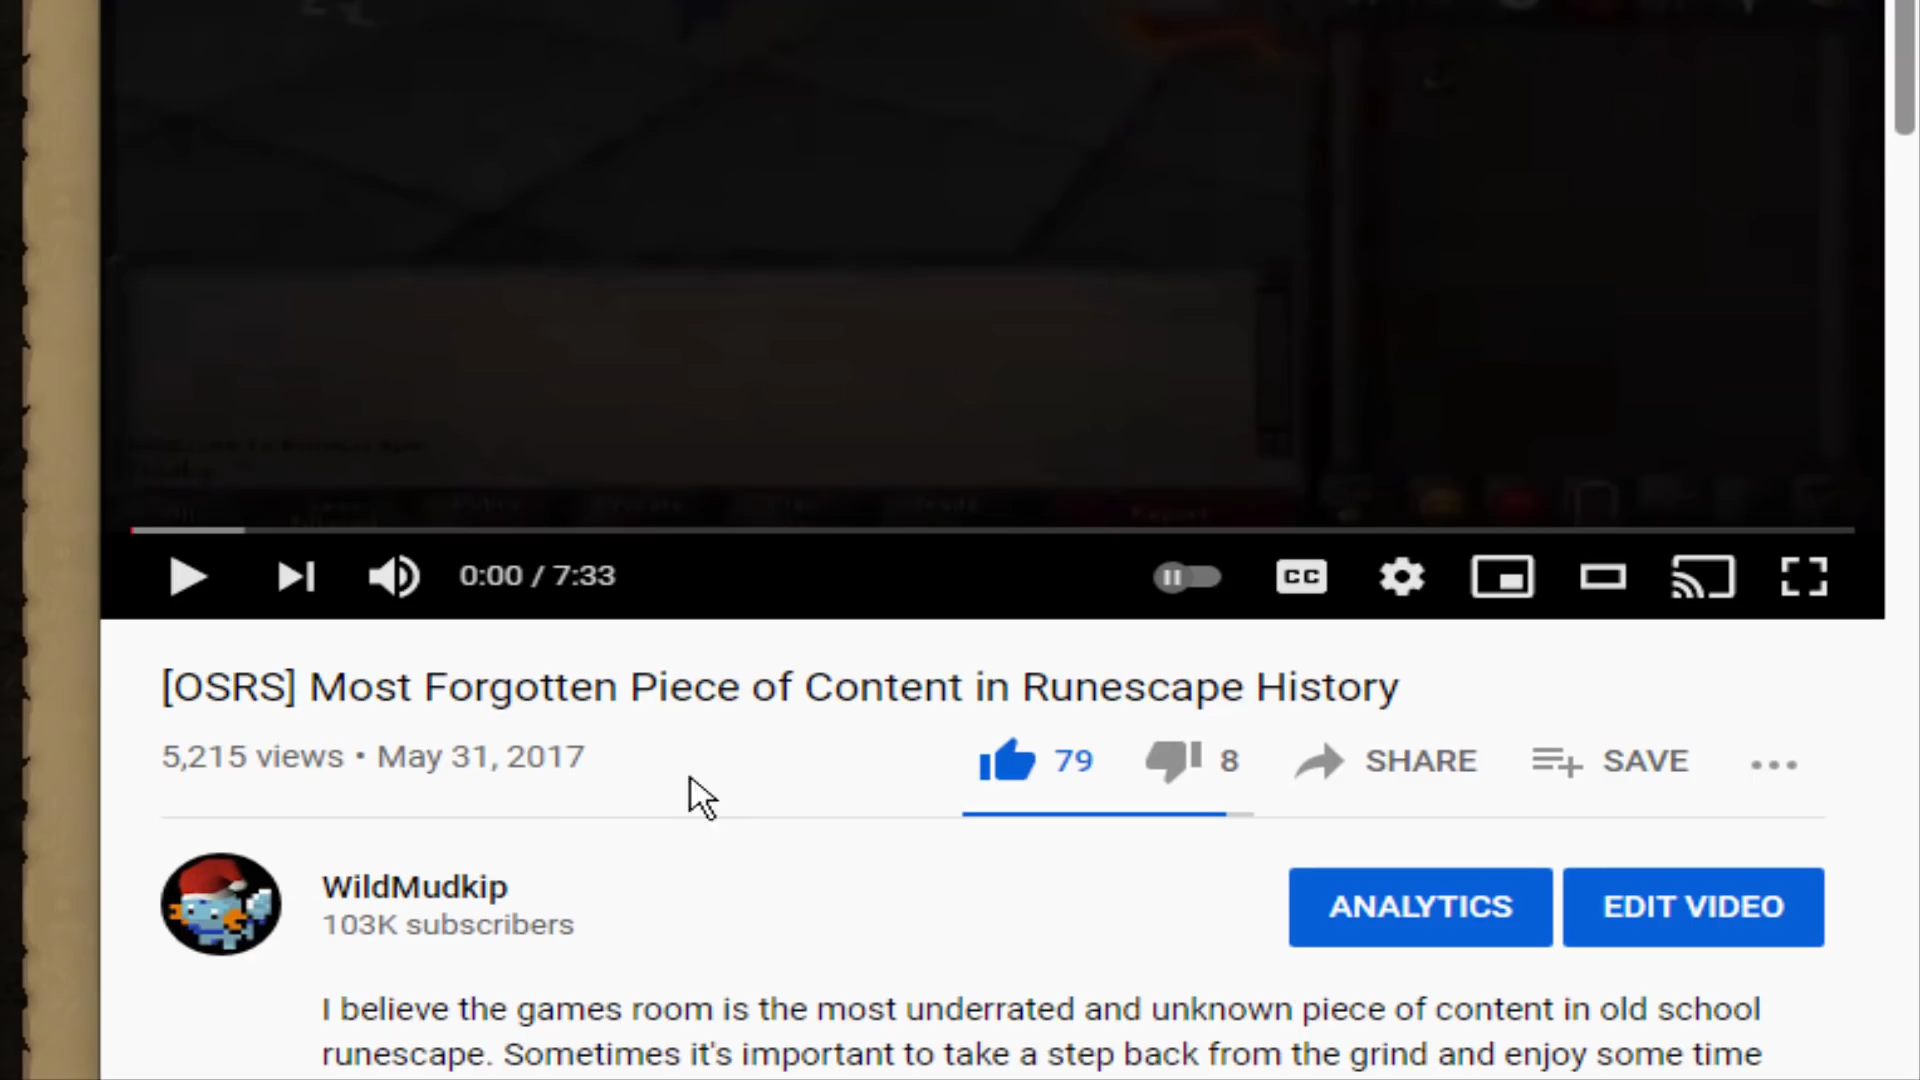 0:00 / 7:33
CC
[OSRS] Most Forgotten Piece of Content in Runescape History
5,215 views • May 31, 2017
79
8
SHARE
SAVE
WildMudkip
103K subscribers
ANALYTICS
EDIT VIDEO
I believe the games room is the most underrated and unknown piece of content in old school
runescape. Sometimes it's important to take a step back from the grind and enjoy some time